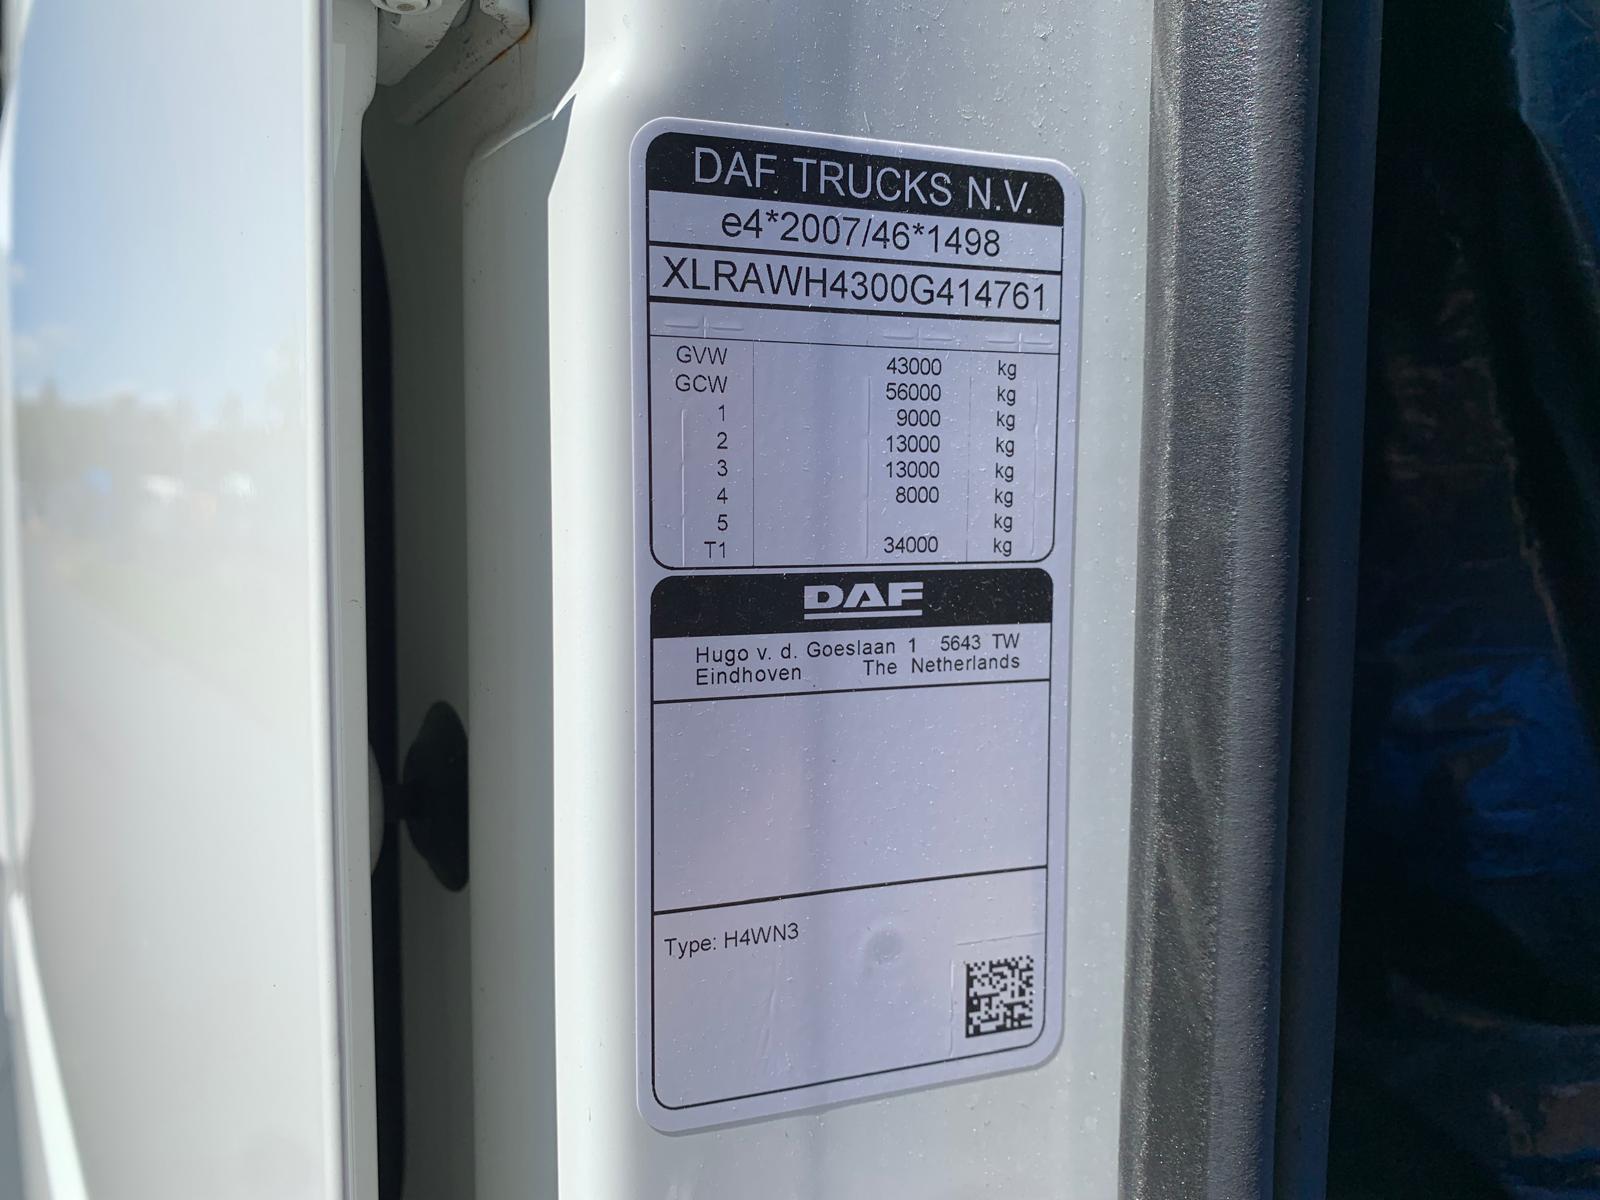 DAF TRUCKS N.V.
e4*2007/46*1498
XLRAWH4300G414761
GVW 43000 kg
GCW 56000 kg
1 9000 kg
2 13000 kg
3 13000 kg
4 8000 kg
5 kg
T1 34000 kg
DAF
Hugo v. d. Goeslaan 1 5643 TW
Eindhoven The Netherlands
Type: H4WN3